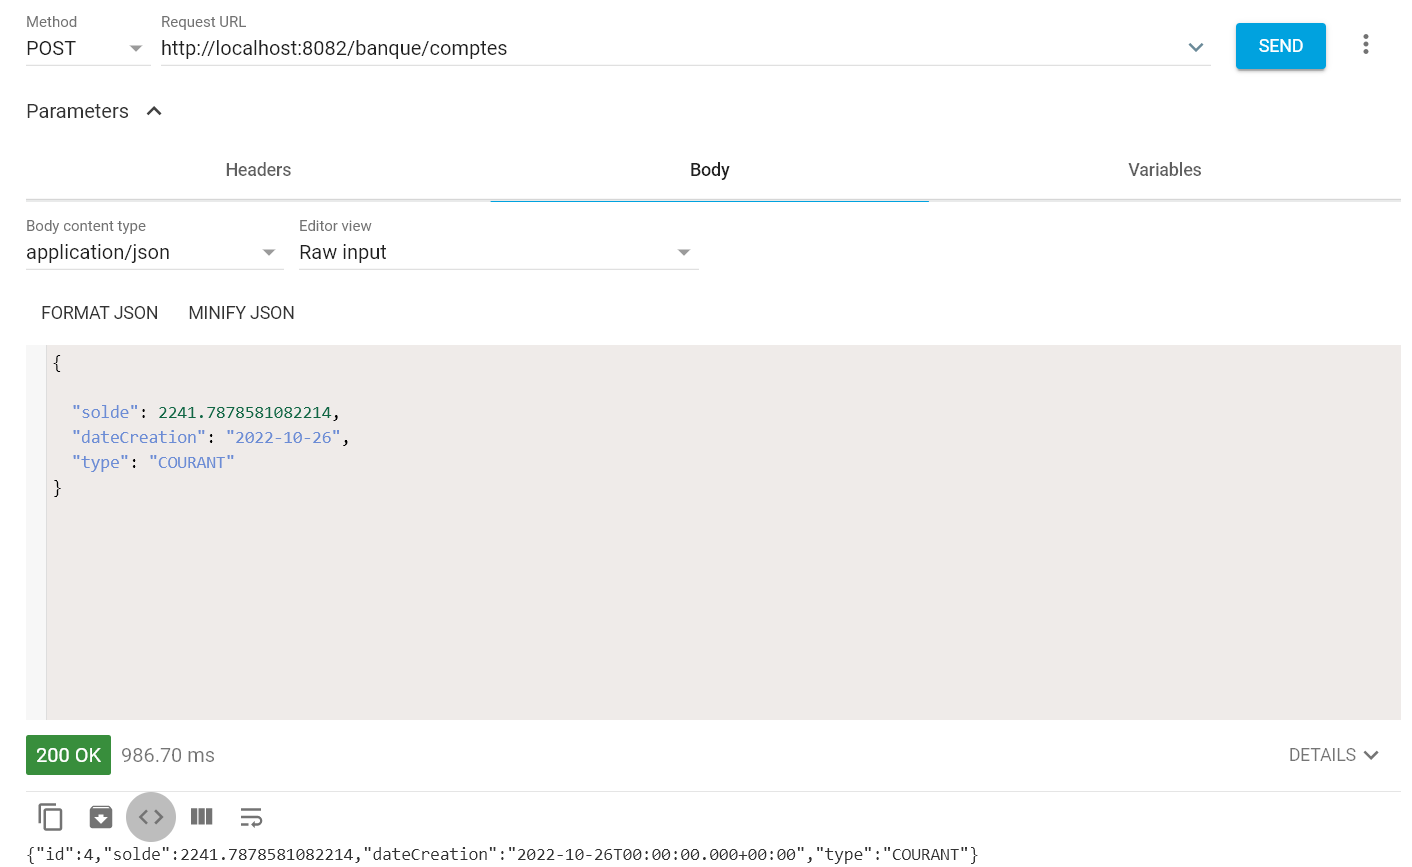 Method
Request URL
POST
http://localhost:8082/banque/comptes
SEND
Parameters
Headers
Body
Variables
Body content type
Editor view
application/json
Raw input
FORMAT JSON
MINIFY JSON
{
"solde": 2241.7878581082214,
"dateCreation": "2022-10-26",
"type": "COURANT"
}
200 OK
986.70 ms
DETAILS
{"id":4,"solde":2241.7878581082214,"dateCreation":"2022-10-26T00:00:00.000+00:00","type":"COURANT"}